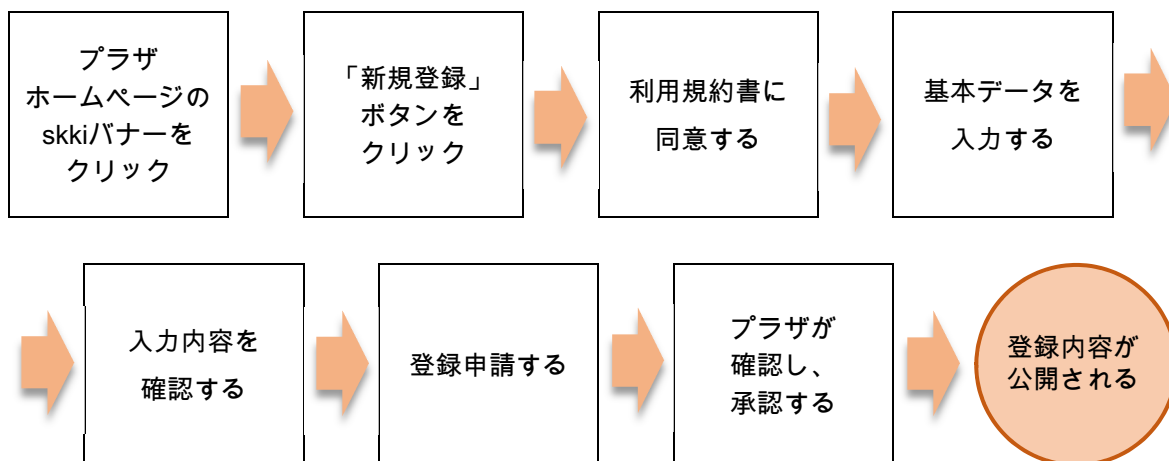 プラザ
ホームページの
skkiバナーを
クリック
「新規登録」
ボタンを
クリック
利用規約書に
同意する
基本データを
入力する
入力内容を
確認する
登録申請する
プラザが
確認し、
承認する
登録内容が
公開される